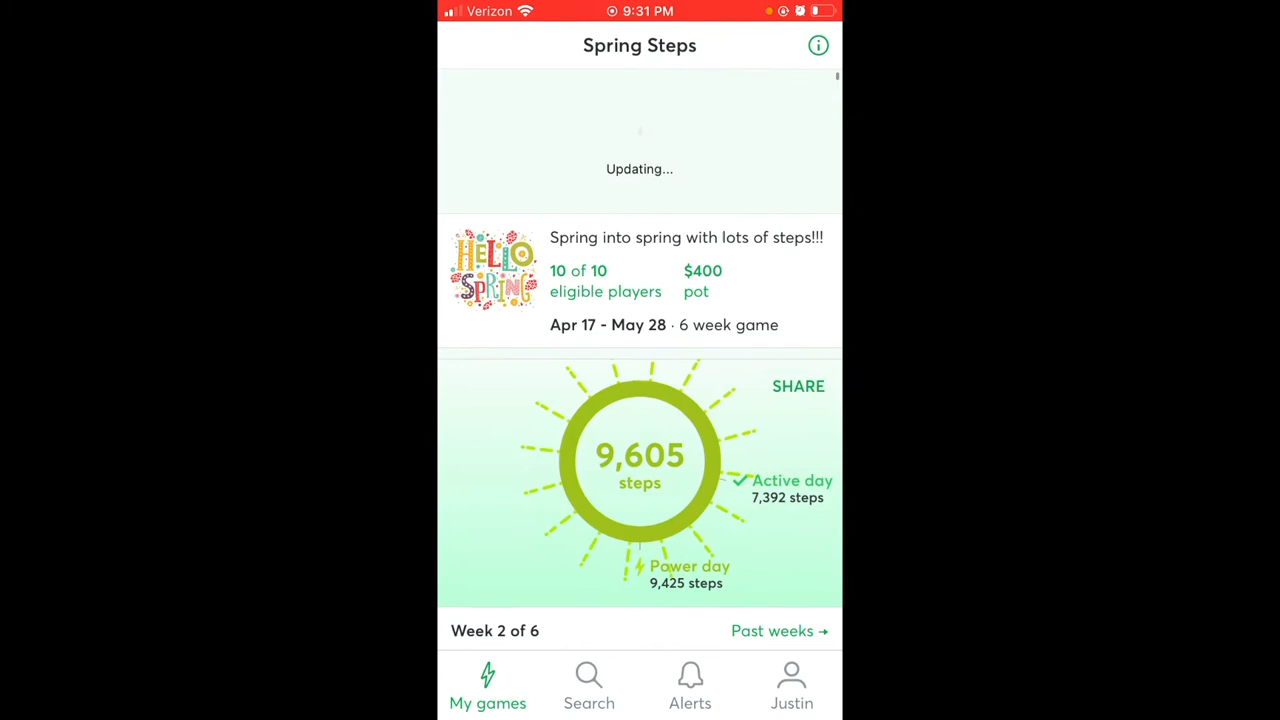 Verizon 9:31 PM
Spring Steps
Updating...
HELLO
SPRING
Spring into spring with lots of steps!!!
10 of 10 $400
eligible players pot
Apr 17 - May 28 · 6 week game
SHARE
9,605
steps
Active day
7,392 steps
Power day
9,425 steps
Week 2 of 6 Past weeks →
My games Search Alerts Justin